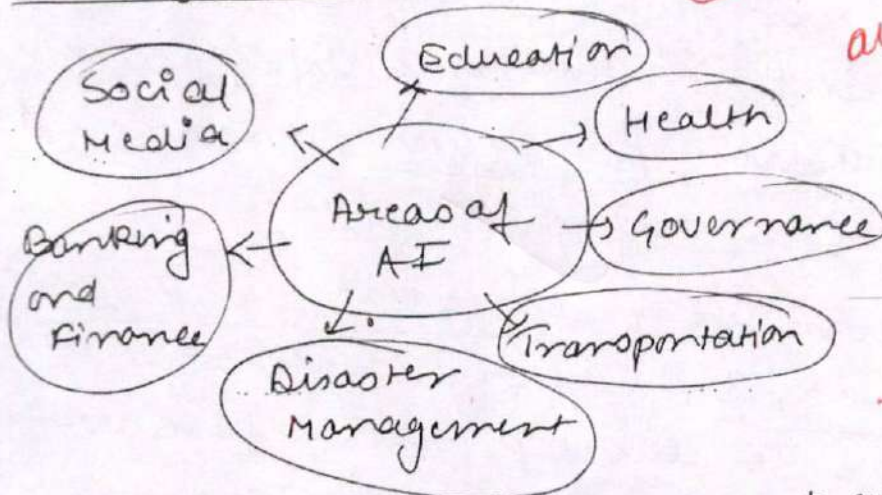 Education
Social
Media
Health
Areas of
AI
Governance
Banking
and
Finance
Transportation
Disaster
Management